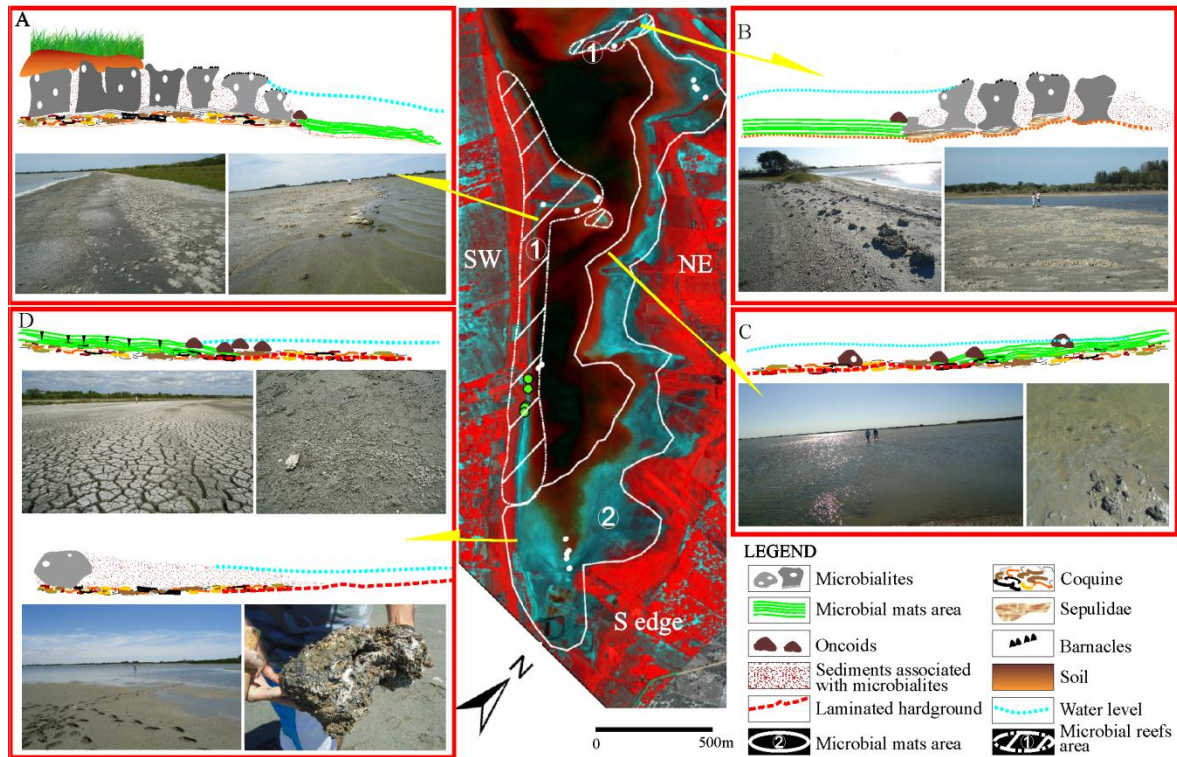 A
B
①
①
SW
NE
D
C
②
S edge
N
0 500m
LEGEND
Microbialites
Coquine
Microbial mats area
Sepulidae
Oncoids
Barnacles
Sediments associated
with microbialites
Soil
Laminated hardground
Water level
② Microbial mats area
① Microbial reefs
area